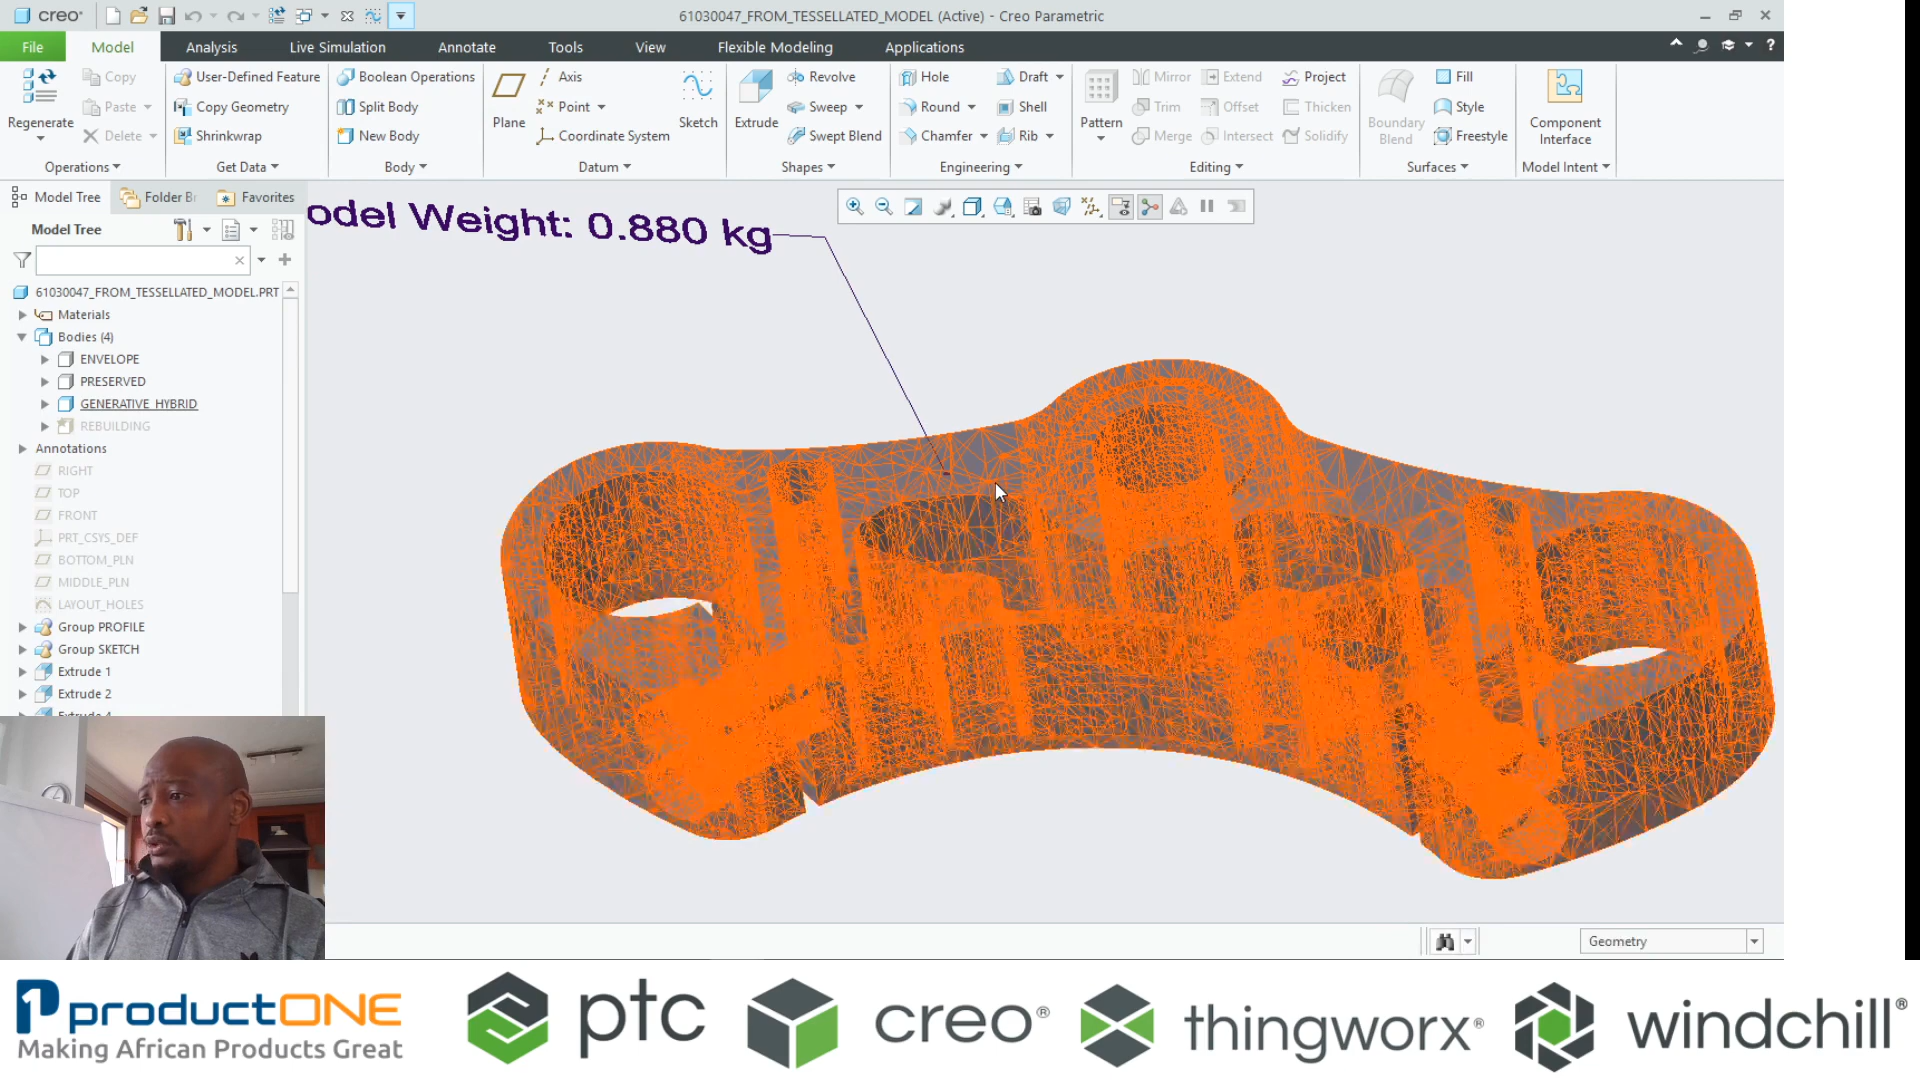 creo°
61030047_FROM_TESSELLATED_MODEL (Active) - Creo Parametric
File Model Analysis Live Simulation Annotate Tools View Flexible Modeling Applications
Regenerate
Copy
Paste
Delete
User-Defined Feature
Copy Geometry
Shrinkwrap
Boolean Operations
Split Body
New Body
Plane
Axis
Point
Coordinate System
Sketch
Extrude
Revolve
Sweep
Swept Blend
Hole
Round
Chamfer
Draft
Shell
Rib
Pattern
Mirror
Trim
Merge
Extend
Offset
Intersect
Project
Thicken
Solidify
Boundary
Blend
Fill
Style
Freestyle
Component
Interface
Operations Get Data Body Datum Shapes Engineering Editing Surfaces Model Intent
Model Tree Folder Br Favorites
Model Tree
61030047_FROM_TESSELLATED_MODEL.PRT
Materials
Bodies (4)
ENVELOPE
PRESERVED
GENERATIVE_HYBRID
REBUILDING
Annotations
RIGHT
TOP
FRONT
PRT_CSYS_DEF
BOTTOM_PLN
MIDDLE_PLN
LAYOUT_HOLES
Group PROFILE
Group SKETCH
Extrude 1
Extrude 2
odel Weight: 0.880 kg
Geometry
productONE
Making African Products Great
ptc
creo®
thingworx®
windchill®